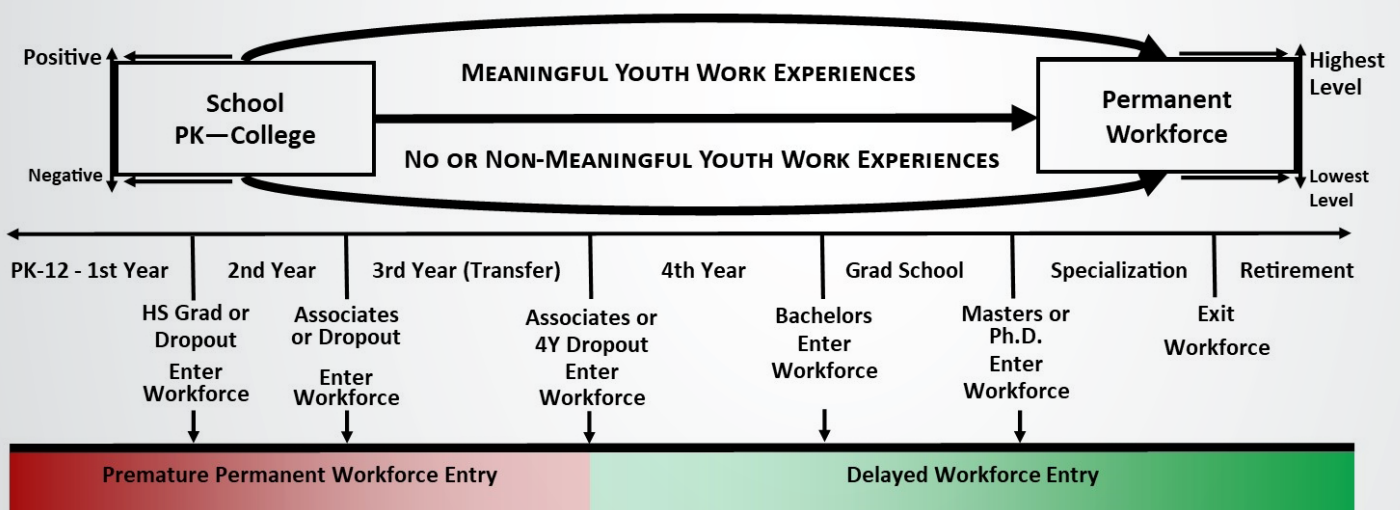 Positive
Negative
School
PK—College
MEANINGFUL YOUTH WORK EXPERIENCES
NO OR NON-MEANINGFUL YOUTH WORK EXPERIENCES
Permanent
Workforce
Highest
Level
Lowest
Level
PK-12 - 1st Year
2nd Year
3rd Year (Transfer)
4th Year
Grad School
Specialization
Retirement
HS Grad or
Dropout
Enter
Workforce
Associates
or Dropout
Enter
Workforce
Associates or
4Y Dropout
Enter
Workforce
Bachelors
Enter
Workforce
Masters or
Ph.D.
Enter
Workforce
Exit
Workforce
Premature Permanent Workforce Entry
Delayed Workforce Entry